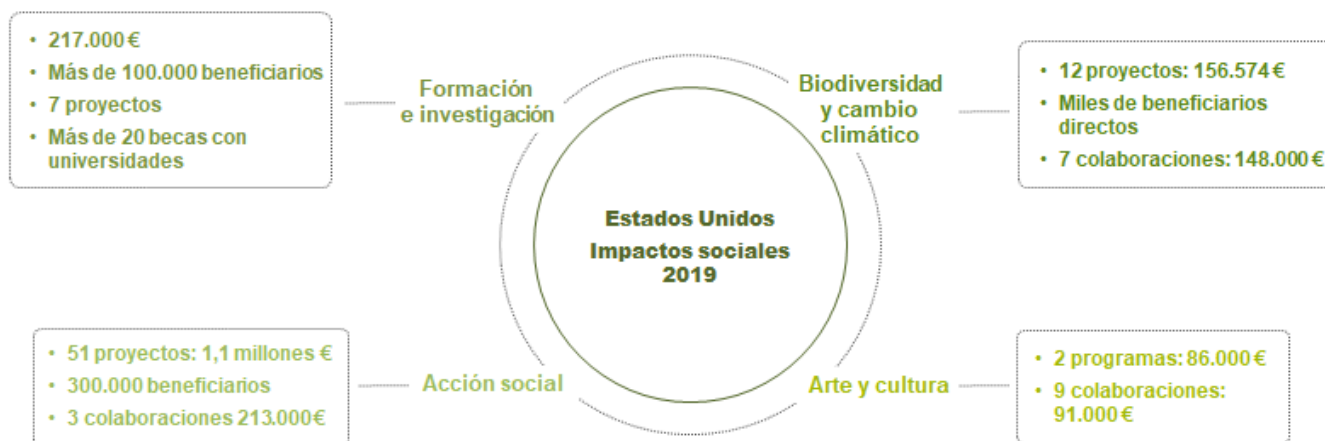 • 217.000 €
• Más de 100.000 beneficiarios
• 7 proyectos
• Más de 20 becas con
universidades
Formación
e investigación
Biodiversidad
y cambio
climático
• 12 proyectos: 156.574 €
• Miles de beneficiarios
directos
• 7 colaboraciones: 148.000 €
Estados Unidos
Impactos sociales
2019
• 51 proyectos: 1,1 millones €
• 300.000 beneficiarios
• 3 colaboraciones 213.000 €
Acción social
Arte y cultura
• 2 programas: 86.000 €
• 9 colaboraciones:
91.000 €